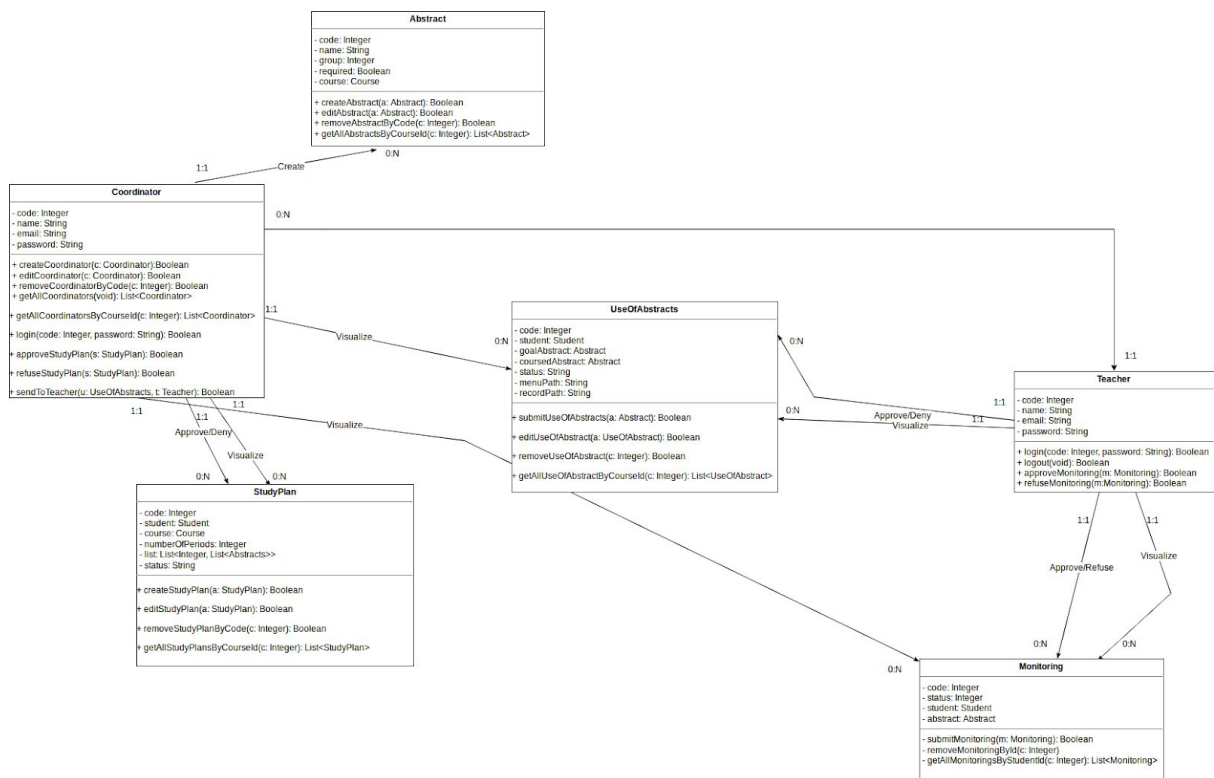 Abstract
- code: Integer
- name: String
- group: Integer
- required: Boolean
- course: Course
+ createAbstract(a: Abstract): Boolean
+ editAbstract(a: Abstract): Boolean
+ removeAbstractByCode(c: Integer): Boolean
+ getAllAbstractsByCourseId(c: Integer): List<Abstract>
0:N
Create
1:1
Coordinator
- code: Integer
- name: String
- email: String
- password: String
+ createCoordinator(c: Coordinator):Boolean
+ editCoordinator(c: Coordinator): Boolean
+ removeCoordinatorByCode(c: Integer): Boolean
+ getAllCoordinators(void): List<Coordinator>
+ getAllCoordinatorsByCourseId(c: Integer): List<Coordinator>
+ login(code: Integer, password: String): Boolean
+ approveStudyPlan(s: StudyPlan): Boolean
+ refuseStudyPlan(s: StudyPlan): Boolean
+ sendToTeacher(u: UseOfAbstracts, t: Teacher): Boolean
0:N
1:1
1:1
Visualize
0:N
UseOfAbstracts
- code: Integer
- student: Student
- goalAbstract: Abstract
- coursedAbstract: Abstract
- status: String
- menuPath: String
- recordPath: String
+ submitUseOfAbstracts(a: Abstract): Boolean
+ editUseOfAbstract(a: UseOfAbstract): Boolean
+ removeUseOfAbstract(c: Integer): Boolean
+ getAllUseOfAbstractByCourseId(c: Integer): List<UseOfAbstract>
0:N
1:1
0:N
Approve/Deny
Visualize
1:1
Teacher
- code: Integer
- name: String
- email: String
- password: String
+ login(code: Integer, password: String): Boolean
+ logout(void): Boolean
+ approveMonitoring(m: Monitoring): Boolean
+ refuseMonitoring(m:Monitoring): Boolean
1:1
1:1
1:1
Approve/Deny
Visualize
Visualize
0:N
0:N
StudyPlan
- code: Integer
- student: Student
- course: Course
- numberOfPeriods: Integer
- list: List<Integer, List<Abstracts>>
- status: String
+ createStudyPlan(a: StudyPlan): Boolean
+ editStudyPlan(a: StudyPlan): Boolean
+ removeStudyPlanByCode(c: Integer): Boolean
+ getAllStudyPlansByCourseId(c: Integer): List<StudyPlan>
1:1
1:1
Visualize
Approve/Refuse
0:N
0:N
0:N
Monitoring
- code: Integer
- status: Integer
- student: Student
- abstract: Abstract
- submitMonitoring(m: Monitoring): Boolean
- removeMonitoringById(c: Integer)
- getAllMonitoringsByStudentId(c: Integer): List<Monitoring>